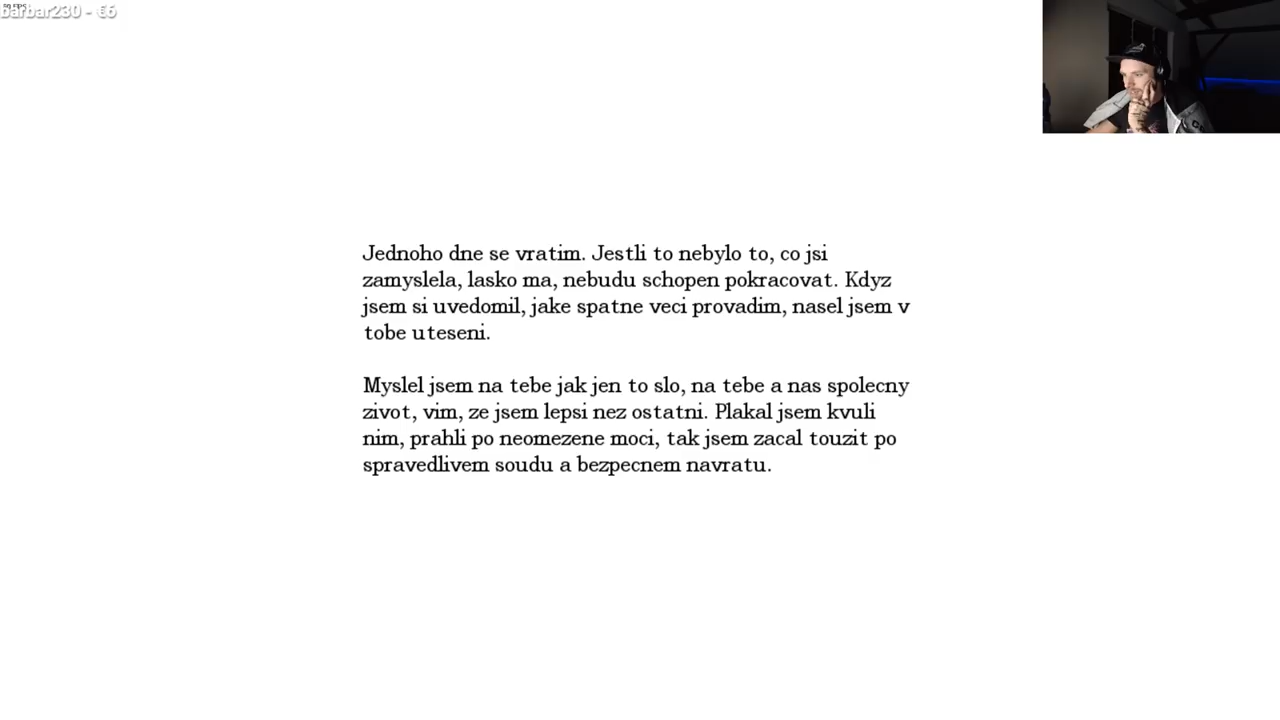 barbar230 - €6
Jednoho dne se vratim. Jestli to nebylo to, co jsi
zamyslela, lasko ma, nebudu schopen pokracovat. Kdyz
jsem si uvedomil, jake spatne veci provadim, nasel jsem v
tobe uteseni.
Myslel jsem na tebe jak jen to slo, na tebe a nas spolecny
zivot, vim, ze jsem lepsi nez ostatni. Plakal jsem kvuli
nim, prahli po neomezene moci, tak jsem zacal touzit po
spravedlivem soudu a bezpecnem navratu.